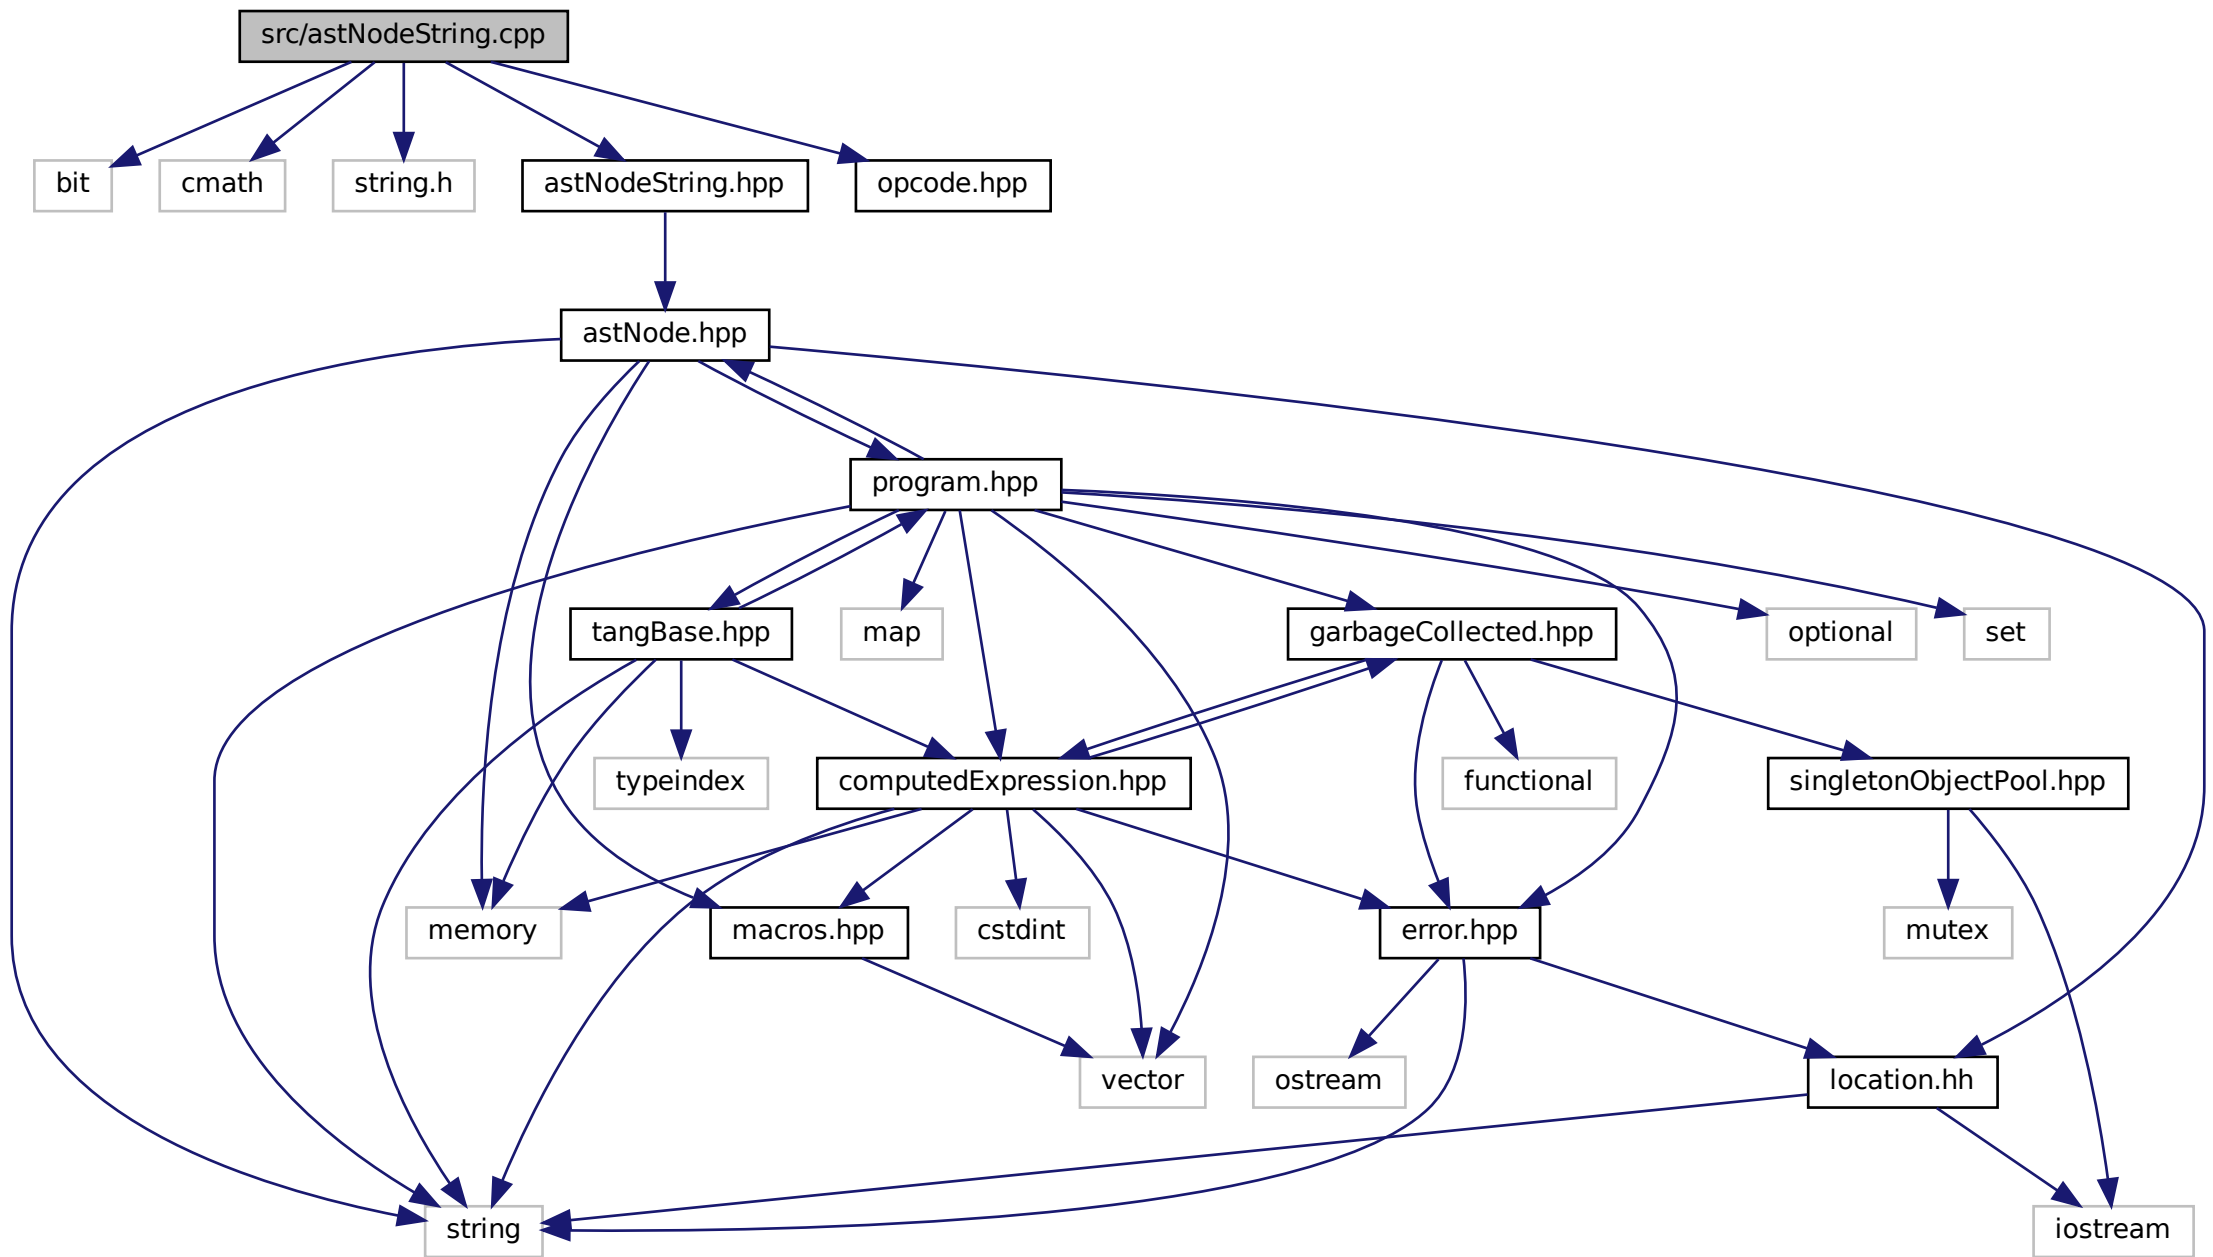 src/astNodeString.cpp
bit
cmath
string.h
astNodeString.hpp
opcode.hpp
astNode.hpp
program.hpp
tangBase.hpp
map
garbageCollected.hpp
optional
set
typeindex
computedExpression.hpp
functional
singletonObjectPool.hpp
memory
macros.hpp
cstdint
error.hpp
mutex
vector
ostream
location.hh
string
iostream